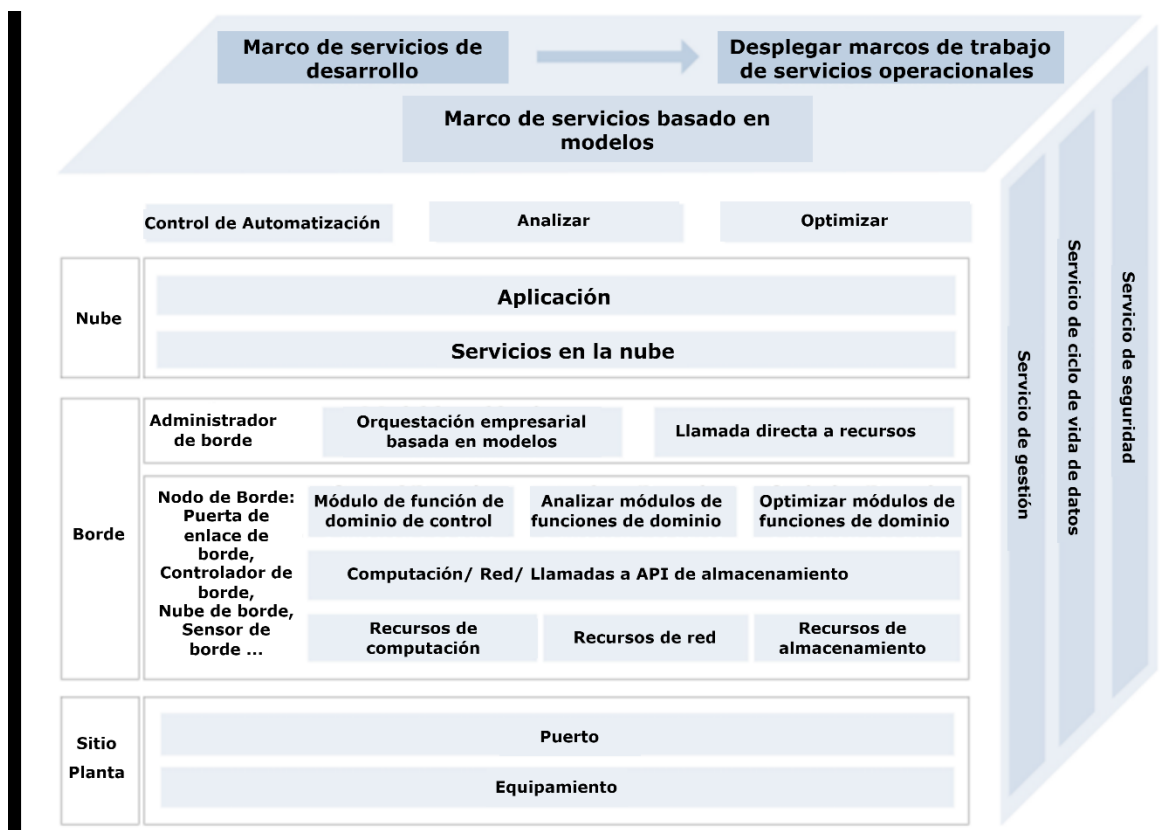 Marco de servicios de
desarrollo
Desplegar marcos de trabajo
de servicios operacionales
Marco de servicios basado en
modelos
Control de Automatización
Analizar
Optimizar
Nube
Aplicación
Servicios en la nube
Borde
Administrador
de borde
Orquestación empresarial
basada en modelos
Llamada directa a recursos
Nodo de Borde:
Puerta de
enlace de
borde,
Controlador de
borde,
Nube de borde,
Sensor de
borde ...
Módulo de función de
dominio de control
Analizar módulos de
funciones de dominio
Optimizar módulos de
funciones de dominio
Computación/ Red/ Llamadas a API de almacenamiento
Recursos de
computación
Recursos de red
Recursos de
almacenamiento
Sitio
Planta
Puerto
Equipamiento
Servicio de gestión
Servicio de ciclo de vida de datos
Servicio de seguridad